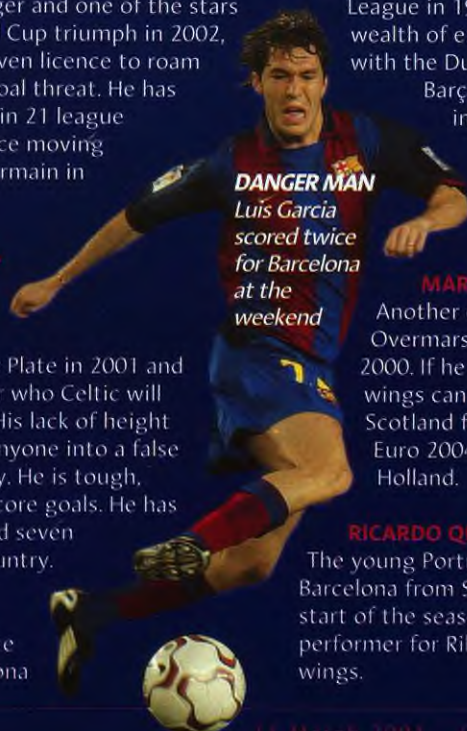 ger and one of the stars
Cup triumph in 2002,
ven licence to roam
oal threat. He has
in 21 league
ce moving
rmain in
Plate in 2001 and
r who Celtic will
His lack of height
nyone into a false
y. He is tough,
core goals. He has
d seven
untry.
e
ona
DANGER MAN
Luis Garcia
scored twice
for Barcelona
at the
weekend
League in 19
wealth of e
with the Du
Barç
in
MAR
Another
Overmars
2000. If he
wings can
Scotland f
Euro 2004
Holland.
RICARDO Q
The young Port
Barcelona from S
start of the seas
performer for Ri
wings.